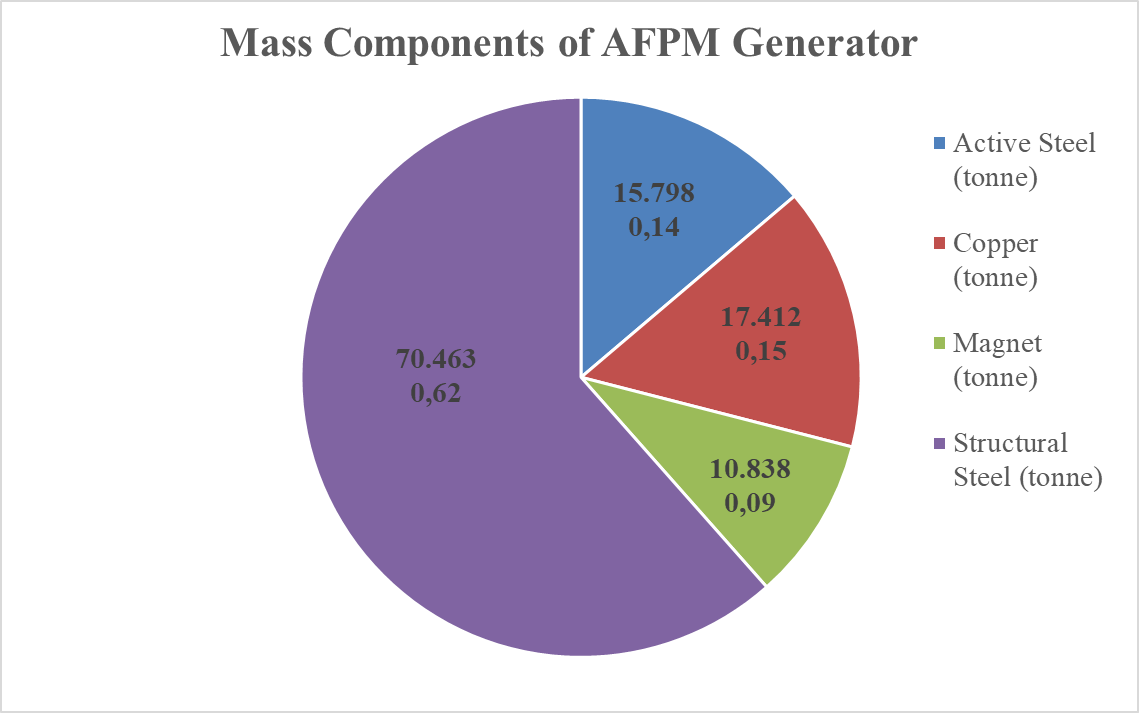 Mass Components of AFPM Generator
15.798
0,14
17.412
0,15
10.838
0,09
70.463
0,62
Active Steel
(tonne)
Copper
(tonne)
Magnet
(tonne)
Structural
Steel (tonne)